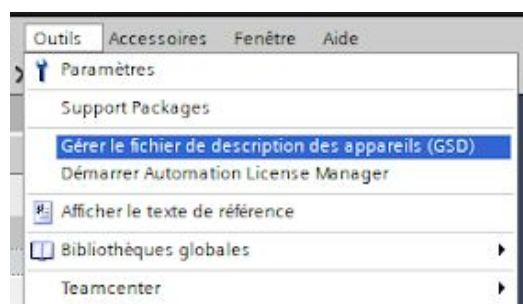 Outils Accessoires Fenêtre Aide
Paramètres
Support Packages
Gérer le fichier de description des appareils (GSD)
Démarrer Automation License Manager
Afficher le texte de référence
Bibliothèques globales
Teamcenter